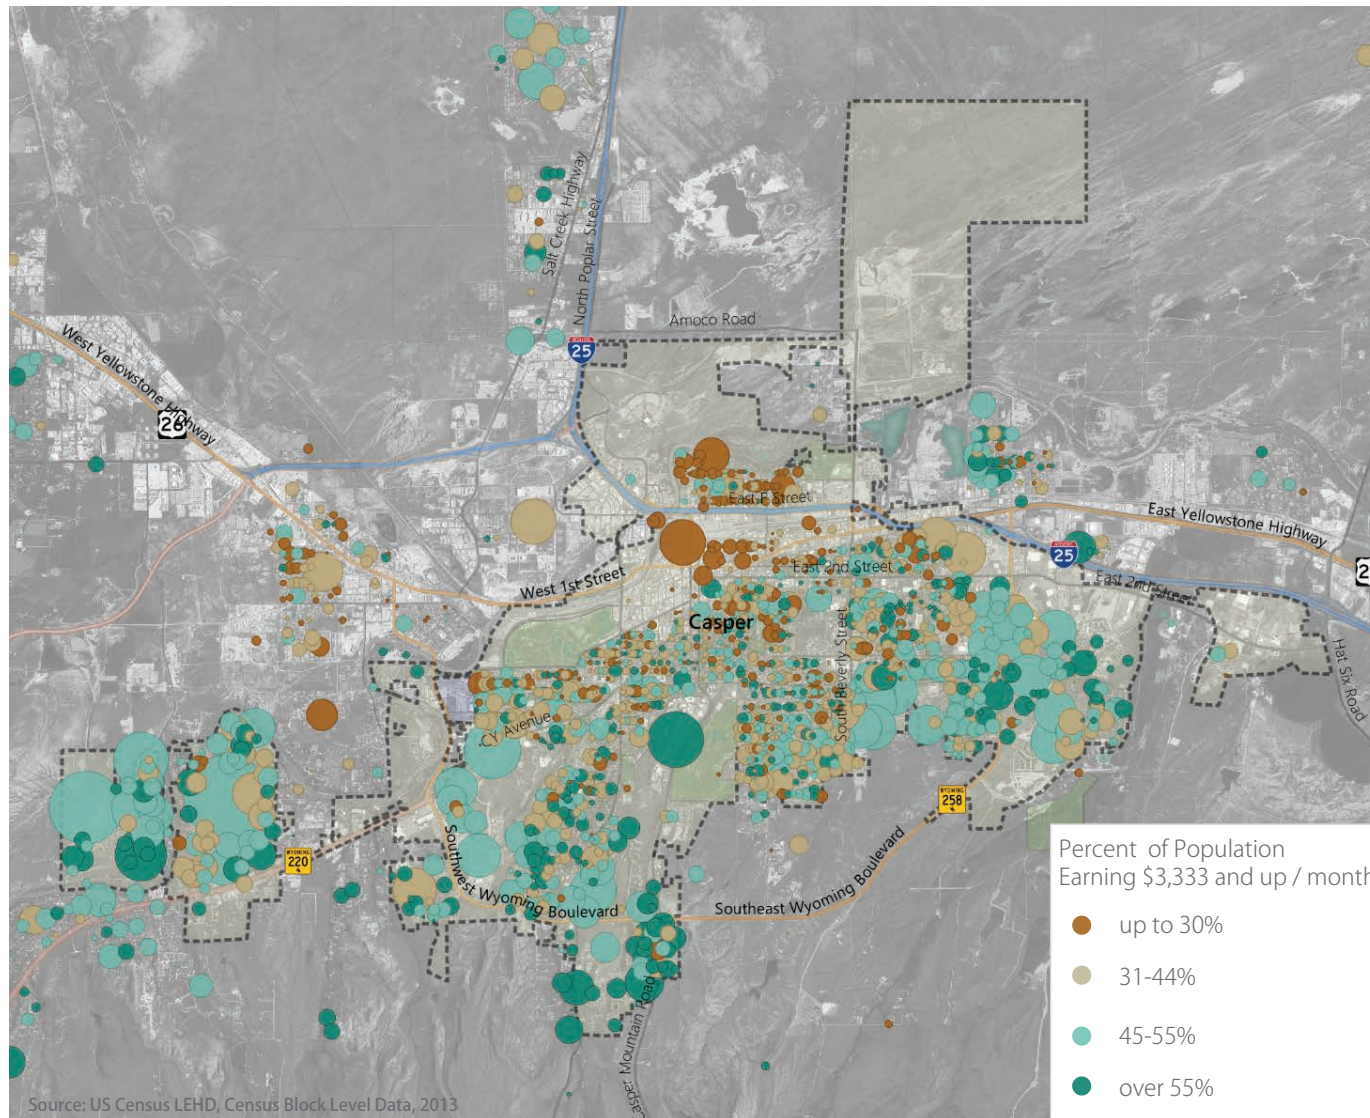 Salt Creek Highway
North Poplar Street
Amoco Road
25
West Yellowstone Highway
26
East F Street
East Yellowstone Highway
25
East 2nd Street
East 2nd Street
2
West 1st Street
Casper
South Beverly Street
Hat Six Road
CY Avenue
WYOMING
258
WYOMING
220
Southwest Wyoming Boulevard
Southeast Wyoming Boulevard
Casper Mountain Road
Percent of Population
Earning $3,333 and up / month
up to 30%
31-44%
45-55%
over 55%
Source: US Census LEHD, Census Block Level Data, 2013